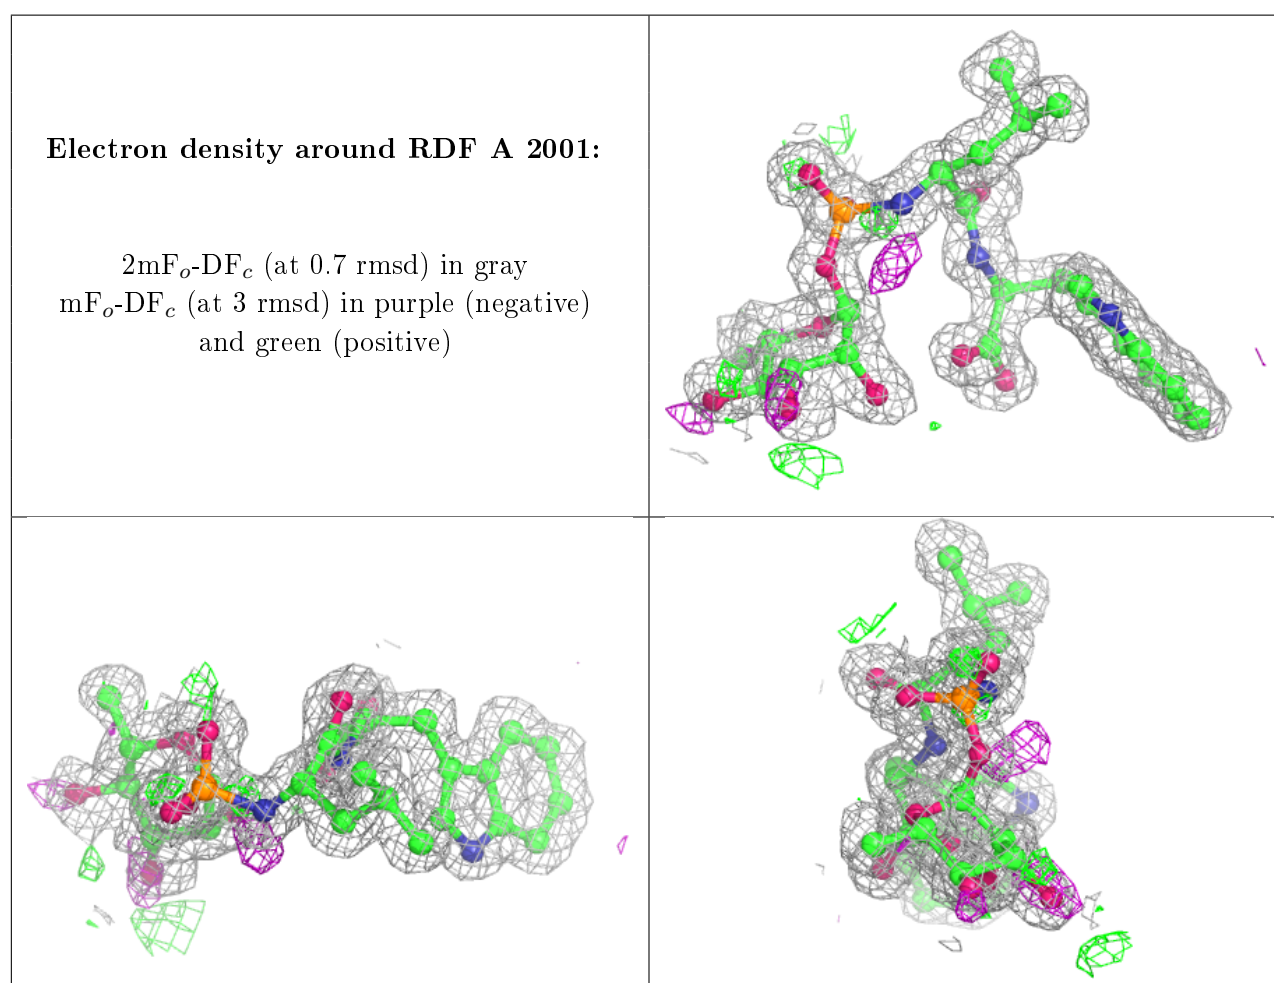 Electron density around RDF A 2001:
2mFo-DFc (at 0.7 rmsd) in gray
mFo-DFc (at 3 rmsd) in purple (negative)
and green (positive)